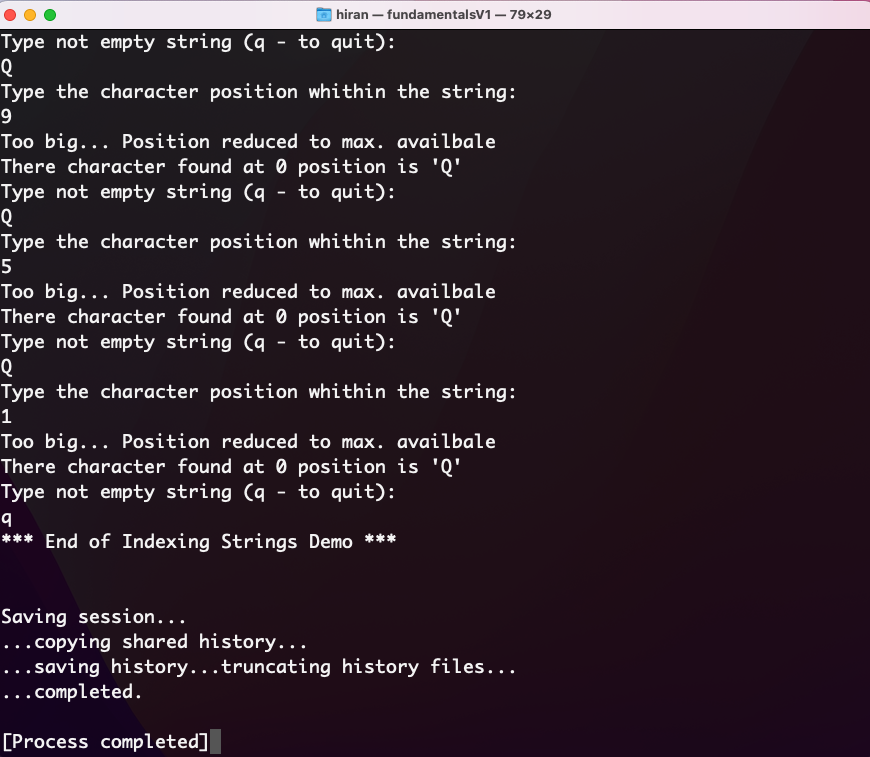 hiran — fundamentalsV1 — 79×29
Type not empty string (q - to quit):
Q
Type the character position whithin the string:
9
Too big... Position reduced to max. availbale
There character found at 0 position is 'Q'
Type not empty string (q - to quit):
Q
Type the character position whithin the string:
5
Too big... Position reduced to max. availbale
There character found at 0 position is 'Q'
Type not empty string (q - to quit):
Q
Type the character position whithin the string:
1
Too big... Position reduced to max. availbale
There character found at 0 position is 'Q'
Type not empty string (q - to quit):
q
*** End of Indexing Strings Demo ***
Saving session...
...copying shared history...
...saving history...truncating history files...
...completed.
[Process completed]